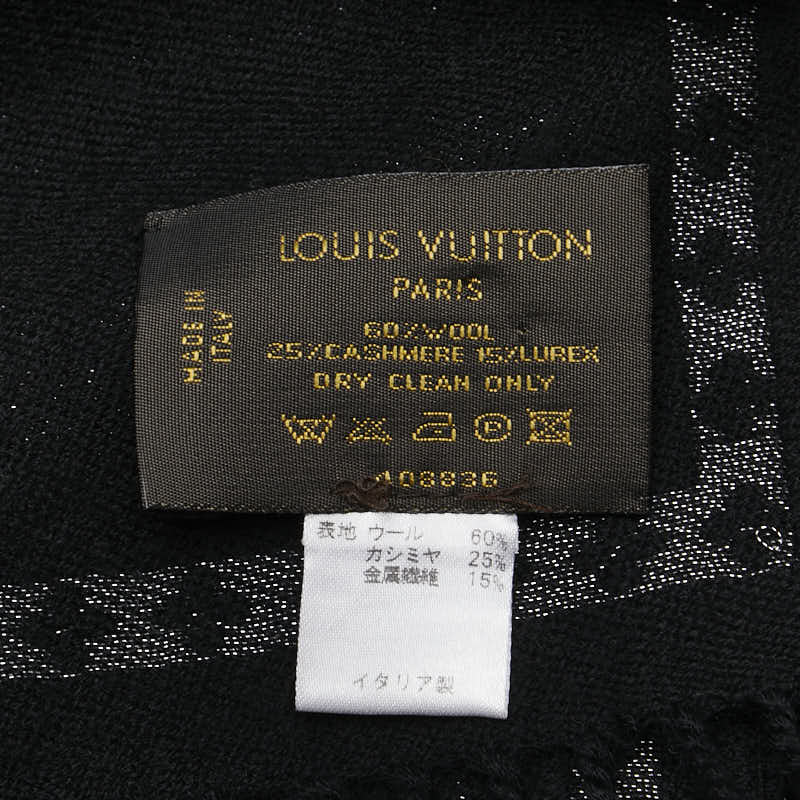 LOUIS VUITTON
PARIS
MADE IN
ITALY
60%WOOL
25%CASHMERE 15%LUREX
DRY CLEAN ONLY
408836
表地 ウール 60%
カシミヤ 25%
金属繊維 15%
イタリア製